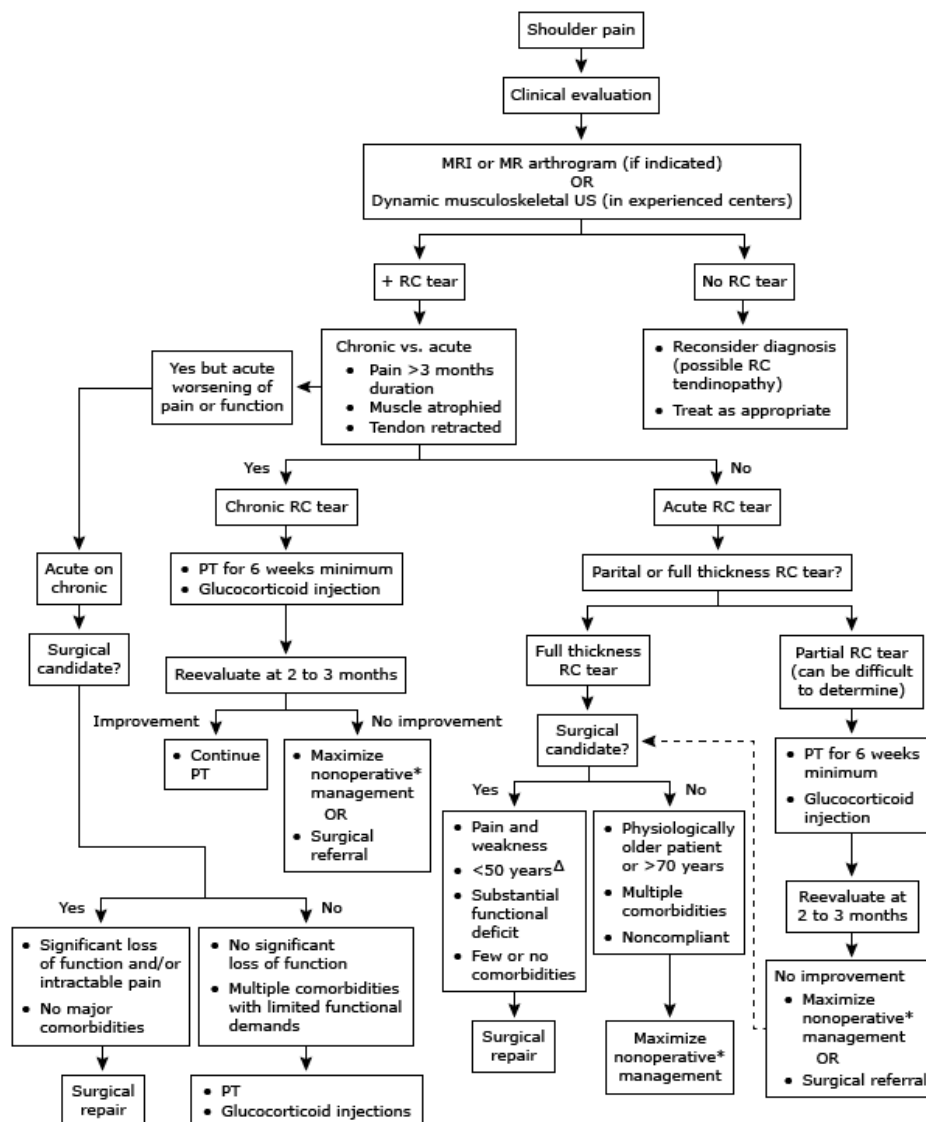 Shoulder pain
Clinical evaluation
MRI or MR arthrogram (if indicated)
OR
Dynamic musculoskeletal US (in experienced centers)
+ RC tear
No RC tear
Yes but acute
worsening of
pain or function
Chronic vs. acute
• Pain >3 months
duration
• Muscle atrophied
• Tendon retracted
• Reconsider diagnosis
(possible RC
tendinopathy)
• Treat as appropriate
Yes
No
Chronic RC tear
Acute RC tear
Acute on
chronic
• PT for 6 weeks minimum
• Glucocorticoid injection
Parital or full thickness RC tear?
Surgical
candidate?
Reevaluate at 2 to 3 months
Full thickness
RC tear
Partial RC tear
(can be difficult
to determine)
Improvement
No improvement
• Continue
PT
• Maximize
nonoperative*
management
OR
• Surgical
referral
Surgical
candidate?
• PT for 6 weeks
minimum
• Glucocorticoid
injection
Yes
No
• Pain and
weakness
• <50 yearsΔ
• Substantial
functional
deficit
• Few or no
comorbidities
• Physiologically
older patient
or >70 years
• Multiple
comorbidities
• Noncompliant
Reevaluate at
2 to 3 months
Yes
No
• Significant loss
of function and/or
intractable pain
• No major
comorbidities
• No significant
loss of function
• Multiple comorbidities
with limited functional
demands
No improvement
• Maximize
nonoperative*
management
OR
• Surgical referral
Surgical
repair
Maximize
nonoperative*
management
Surgical
repair
• PT
• Glucocorticoid injections